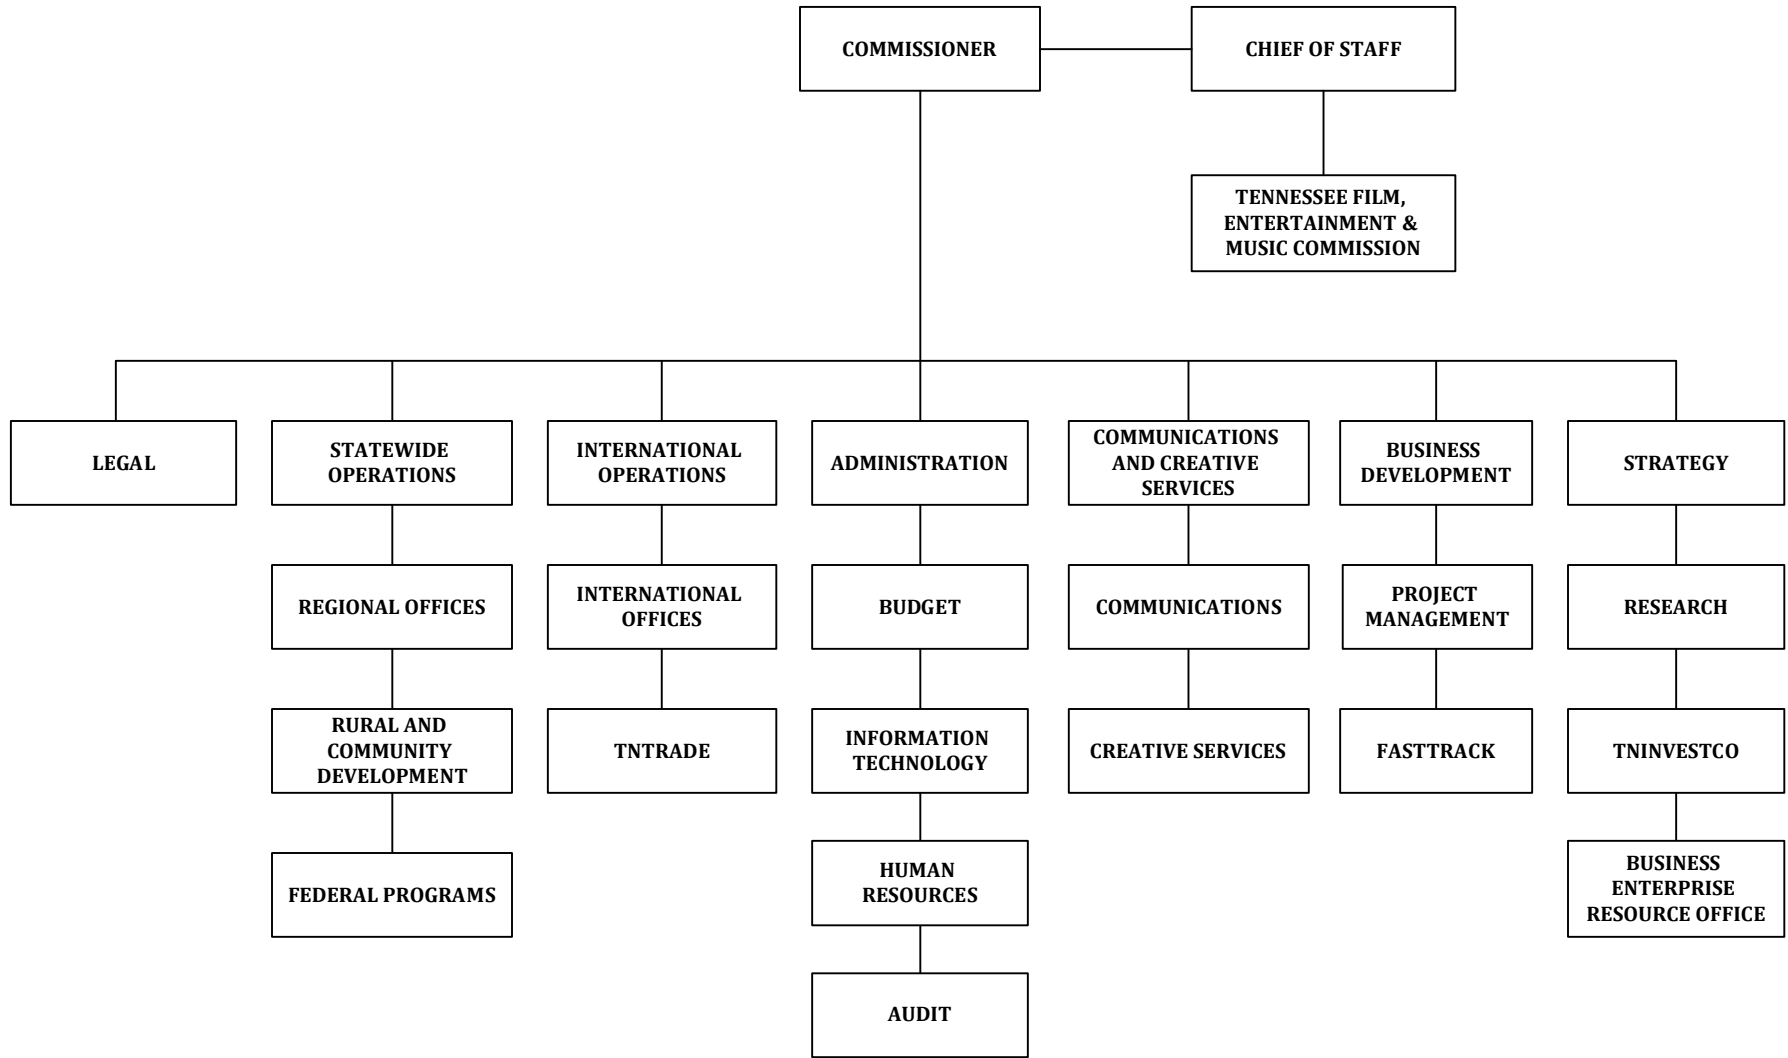 COMMISSIONER
CHIEF OF STAFF
TENNESSEE FILM,
ENTERTAINMENT &
MUSIC COMMISSION
LEGAL
STATEWIDE
OPERATIONS
INTERNATIONAL
OPERATIONS
ADMINISTRATION
COMMUNICATIONS
AND CREATIVE
SERVICES
BUSINESS
DEVELOPMENT
STRATEGY
REGIONAL OFFICES
INTERNATIONAL
OFFICES
BUDGET
COMMUNICATIONS
PROJECT
MANAGEMENT
RESEARCH
RURAL AND
COMMUNITY
DEVELOPMENT
TNTRADE
INFORMATION
TECHNOLOGY
CREATIVE SERVICES
FASTTRACK
TNINVESTCO
FEDERAL PROGRAMS
HUMAN
RESOURCES
BUSINESS
ENTERPRISE
RESOURCE OFFICE
AUDIT